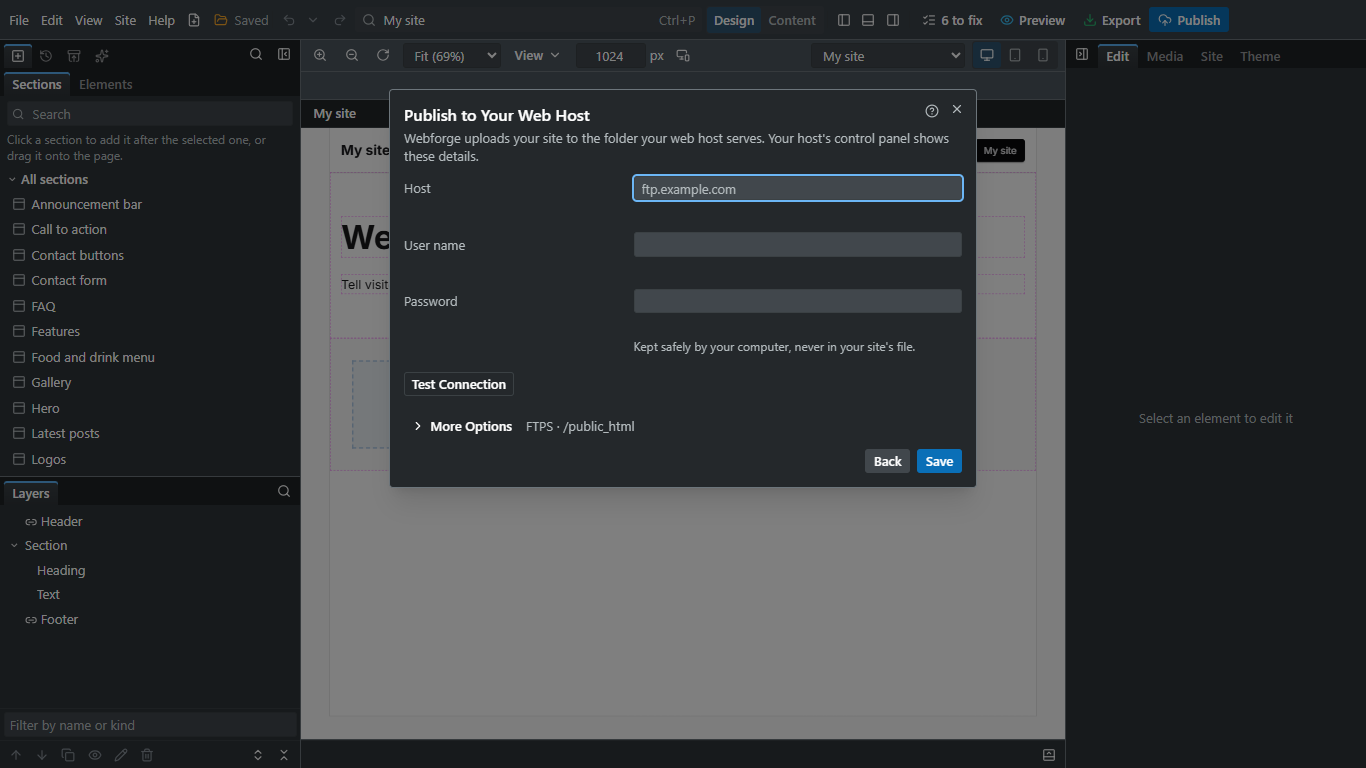 File Edit View Site Help Saved My site Ctrl+P Design Content 6 to fix Preview Export Publish
Fit (69%) View 1024 px My site Edit Media Site Theme
Sections Elements
Search
Click a section to add it after the selected one, or
drag it onto the page.
All sections
Announcement bar
Call to action
Contact buttons
Contact form
FAQ
Features
Food and drink menu
Gallery
Hero
Latest posts
Logos
Layers
Header
Section
Heading
Text
Footer
Filter by name or kind
My site
My site
My site
We
Tell visit
Publish to Your Web Host
Webforge uploads your site to the folder your web host serves. Your host's control panel shows
these details.
Host ftp.example.com
User name
Password
Kept safely by your computer, never in your site's file.
Test Connection
More Options FTPS · /public_html
Back Save
Select an element to edit it